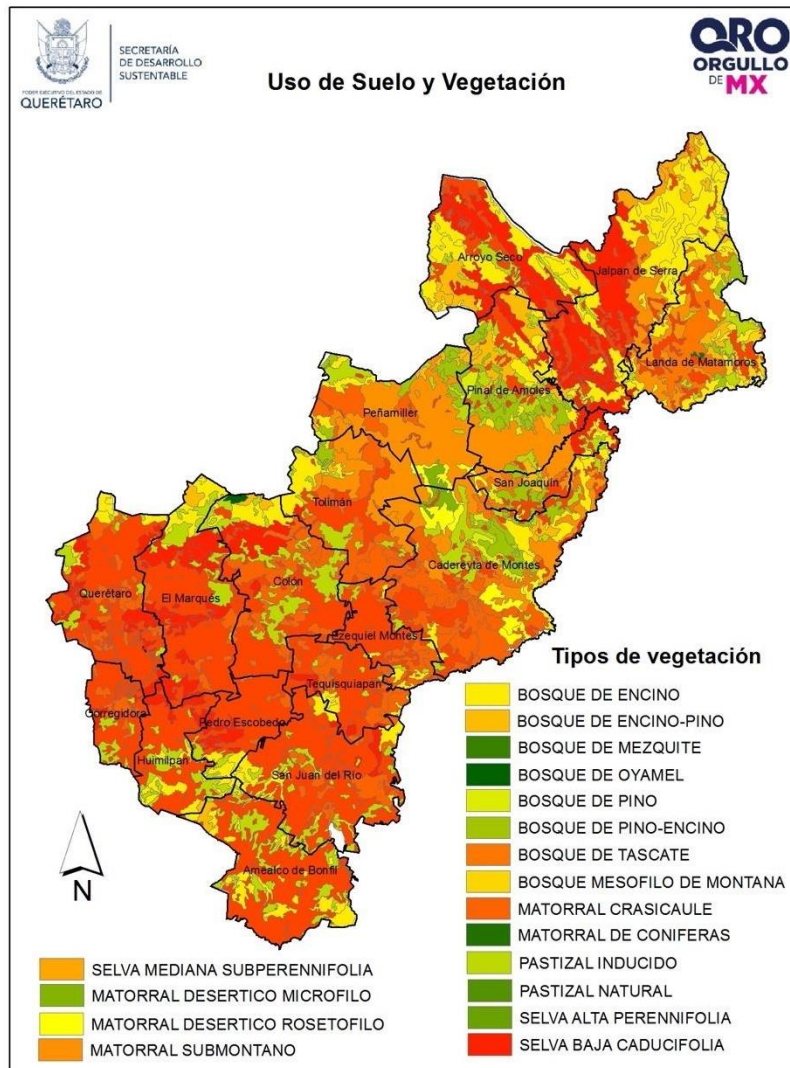 SECRETARÍA
DE DESARROLLO
SUSTENTABLE
PODER EJECUTIVO DEL ESTADO DE
QUERÉTARO
Uso de Suelo y Vegetación
QRO
ORGULLO
DE MX
Arroyo Seco
Jalpan de Serra
Landa de Matamoros
Pinal de Amoles
Peñamiller
San Joaquín
Tolimán
Cadereyta de Montes
Colón
Querétaro
El Marqués
Ezequiel Montes
Tequisquiapan
Corregidora
Pedro Escobedo
Huimilpan
San Juan del Río
Amealco de Bonfil
N
Tipos de vegetación
BOSQUE DE ENCINO
BOSQUE DE ENCINO-PINO
BOSQUE DE MEZQUITE
BOSQUE DE OYAMEL
BOSQUE DE PINO
BOSQUE DE PINO-ENCINO
BOSQUE DE TASCATE
BOSQUE MESOFILO DE MONTANA
MATORRAL CRASICAULE
MATORRAL DE CONIFERAS
PASTIZAL INDUCIDO
PASTIZAL NATURAL
SELVA ALTA PERENNIFOLIA
SELVA BAJA CADUCIFOLIA
SELVA MEDIANA SUBPERENNIFOLIA
MATORRAL DESERTICO MICROFILO
MATORRAL DESERTICO ROSETOFILO
MATORRAL SUBMONTANO